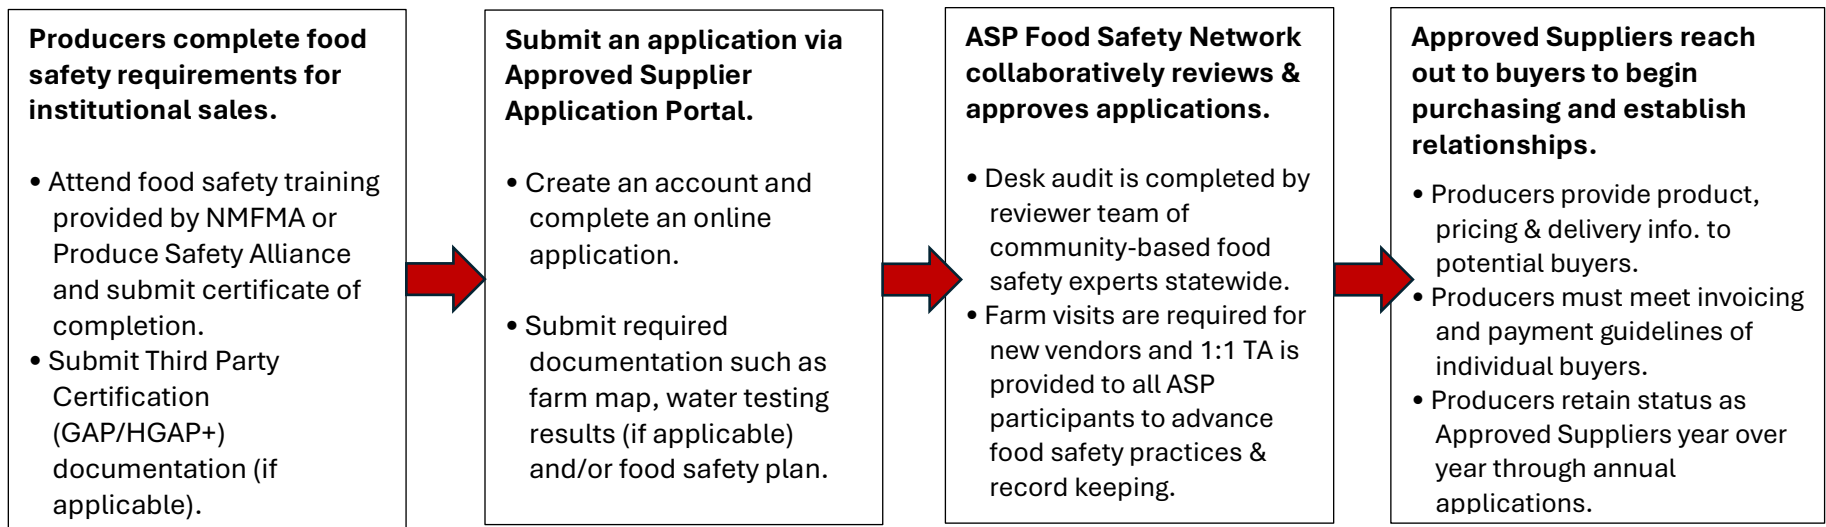 Producers complete food
safety requirements for
institutional sales.
• Attend food safety training
provided by NMFMA or
Produce Safety Alliance
and submit certificate of
completion.
• Submit Third Party
Certification
(GAP/HGAP+)
documentation (if
applicable).
Submit an application via
Approved Supplier
Application Portal.
• Create an account and
complete an online
application.
• Submit required
documentation such as
farm map, water testing
results (if applicable)
and/or food safety plan.
ASP Food Safety Network
collaboratively reviews &
approves applications.
• Desk audit is completed by
reviewer team of
community-based food
safety experts statewide.
• Farm visits are required for
new vendors and 1:1 TA is
provided to all ASP
participants to advance
food safety practices &
record keeping.
Approved Suppliers reach
out to buyers to begin
purchasing and establish
relationships.
• Producers provide product,
pricing & delivery info. to
potential buyers.
• Producers must meet invoicing
and payment guidelines of
individual buyers.
• Producers retain status as
Approved Suppliers year over
year through annual
applications.